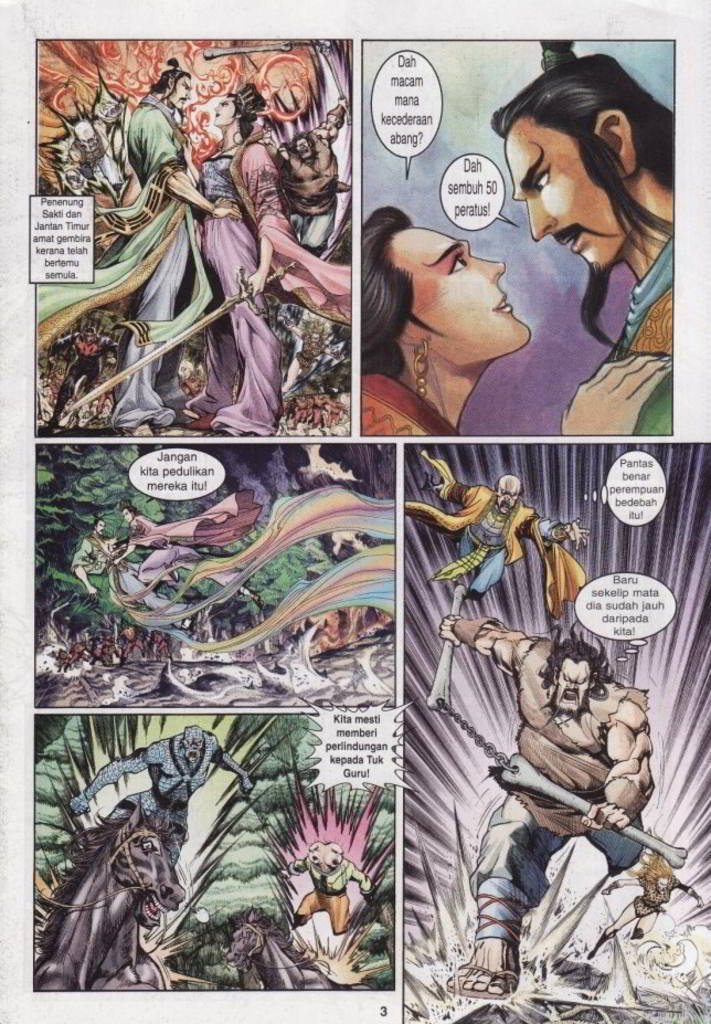 Penenung
Sakti dan
Jantan Timur
amat gembira
kerana telah
bertemu
semula.
Dah
macam
mana
kecederaan
abang?
Dah
sembuh 50
peratus!
Jangan
kita pedulikan
mereka itu!
Pantas
benar
perempuan
bedebah
itu!
Baru
sekelip mata
dia sudah jauh
daripada
kita!
Kita mesti
memberi
perlindungan
kepada Tuk
Guru!
3